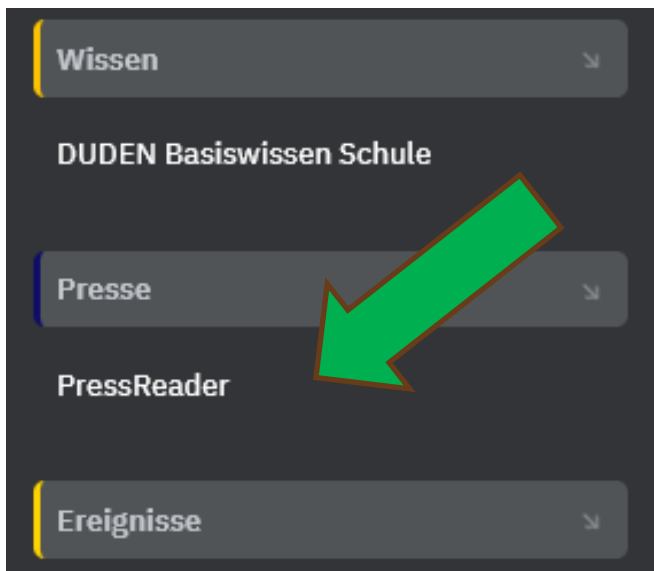 Wissen
DUDEN Basiswissen Schule
Presse
PressReader
Ereignisse